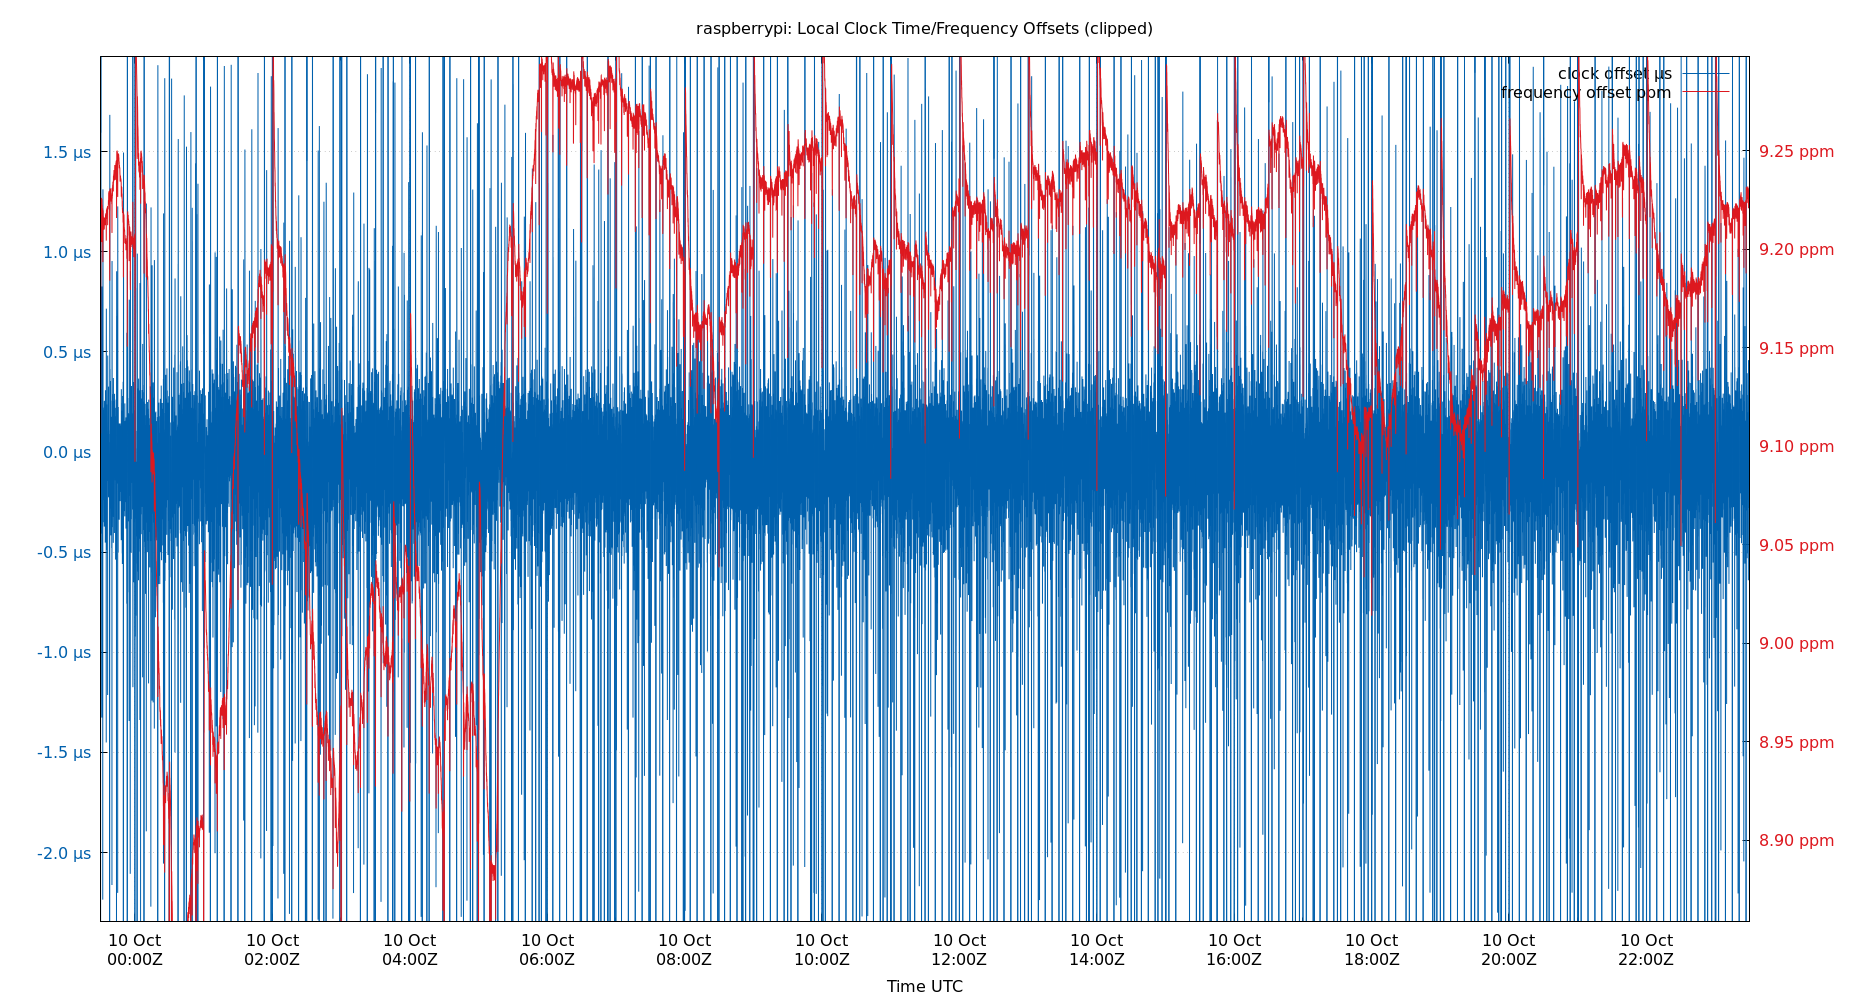 raspberrypi: Local Clock Time/Frequency Offsets (clipped)
clock offset µs
frequency offset ppm
1.5 µs
1.0 µs
0.5 µs
0.0 µs
-0.5 µs
-1.0 µs
-1.5 µs
-2.0 µs
9.25 ppm
9.20 ppm
9.15 ppm
9.10 ppm
9.05 ppm
9.00 ppm
8.95 ppm
8.90 ppm
10 Oct 10 Oct 10 Oct 10 Oct 10 Oct 10 Oct 10 Oct 10 Oct 10 Oct 10 Oct 10 Oct 10 Oct
00:00Z 02:00Z 04:00Z 06:00Z 08:00Z 10:00Z 12:00Z 14:00Z 16:00Z 18:00Z 20:00Z 22:00Z
Time UTC